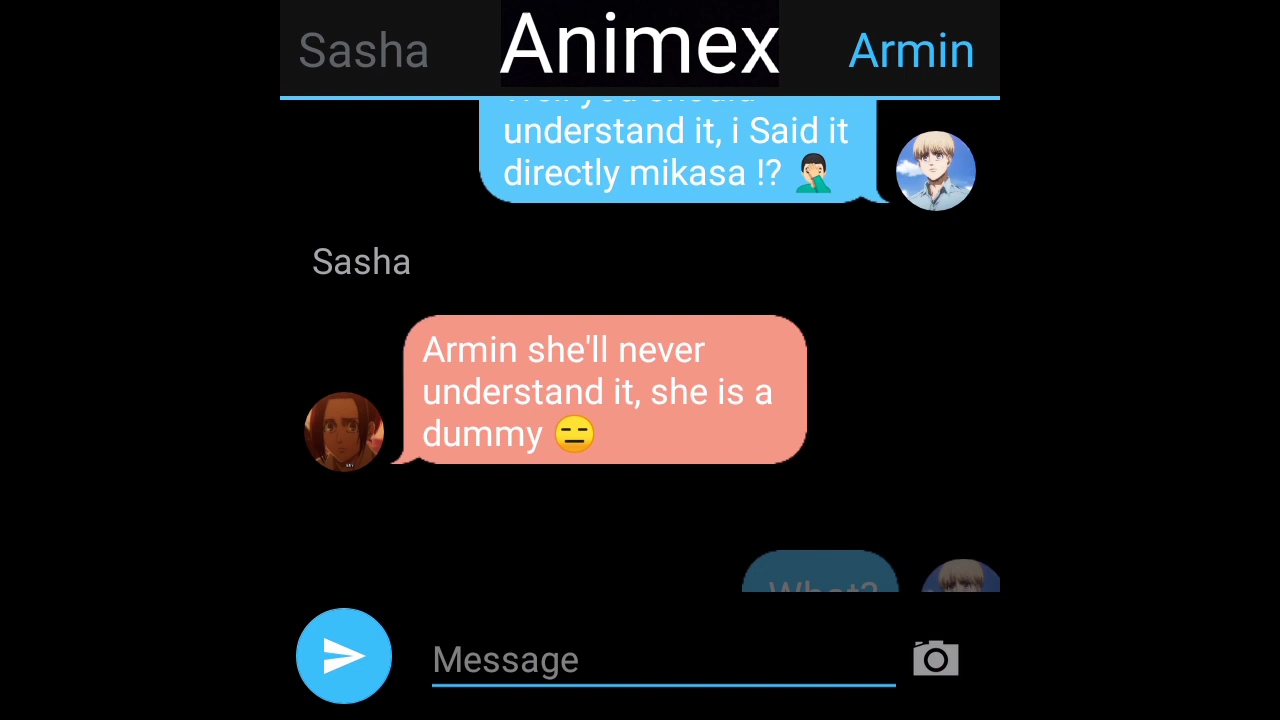 Sasha
Animex
Armin
understand it, i Said it
directly mikasa !? 🤦🏻‍♂️
Sasha
Armin she'll never
understand it, she is a
dummy 😑
What?
Message